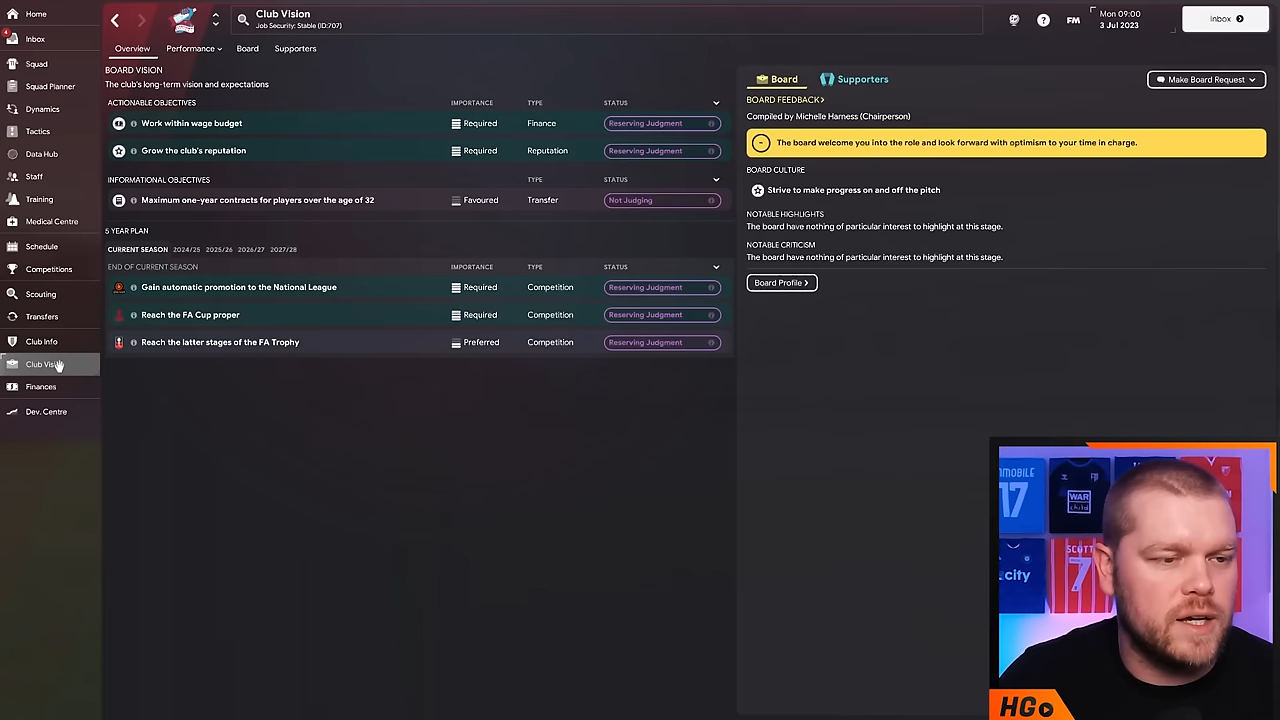 Home
4
Inbox
Squad
Squad Planner
Dynamics
Tactics
Data Hub
Staff
Training
Medical Centre
Schedule
Competitions
Scouting
Transfers
Club Info
Club Vis
Finances
Dev. Centre
Club Vision
Job Security: Stable (ID:707)
FM
Mon 09:00
3 Jul 2023
Inbox
Overview
Performance
Board
Supporters
BOARD VISION
The club's long-term vision and expectations
ACTIONABLE OBJECTIVES IMPORTANCE TYPE STATUS
Work within wage budget Required Finance Reserving Judgment
Grow the club's reputation Required Reputation Reserving Judgment
INFORMATIONAL OBJECTIVES TYPE STATUS
Maximum one-year contracts for players over the age of 32 Favoured Transfer Not Judging
5 YEAR PLAN
CURRENT SEASON 2024/25 2025/26 2026/27 2027/28
END OF CURRENT SEASON IMPORTANCE TYPE STATUS
Gain automatic promotion to the National League Required Competition Reserving Judgment
Reach the FA Cup proper Required Competition Reserving Judgment
Reach the latter stages of the FA Trophy Preferred Competition Reserving Judgment
Board
Supporters
Make Board Request
BOARD FEEDBACK
Compiled by Michelle Harness (Chairperson)
The board welcome you into the role and look forward with optimism to your time in charge.
BOARD CULTURE
Strive to make progress on and off the pitch
NOTABLE HIGHLIGHTS
The board have nothing of particular interest to highlight at this stage.
NOTABLE CRITICISM
The board have nothing of particular interest to highlight at this stage.
Board Profile
MMOBILE
17
WAR
child
city
SCOTT
7
HG